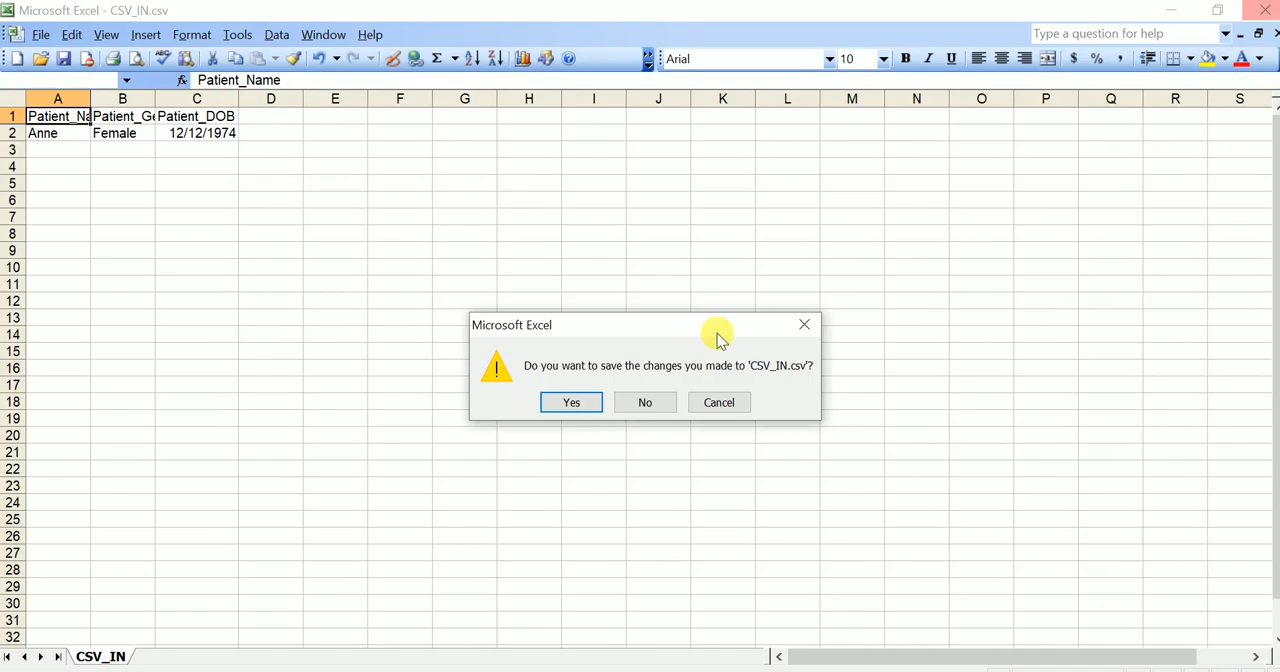 Microsoft Excel - CSV_IN.csv
File Edit View Insert Format Tools Data Window Help Type a question for help
Arial 10 B I U $ % ,
fx Patient_Name
A B C D E F G H I J K L M N O P Q R S
1 Patient_Na Patient_Ge Patient_DOB
2 Anne Female 12/12/1974
3
4
5
6
7
8
9
10
11
12
13
14
15
16
17
18
19
20
21
22
23
24
25
26
27
28
29
30
31
32
Microsoft Excel
Do you want to save the changes you made to 'CSV_IN.csv'?
Yes No Cancel
CSV_IN